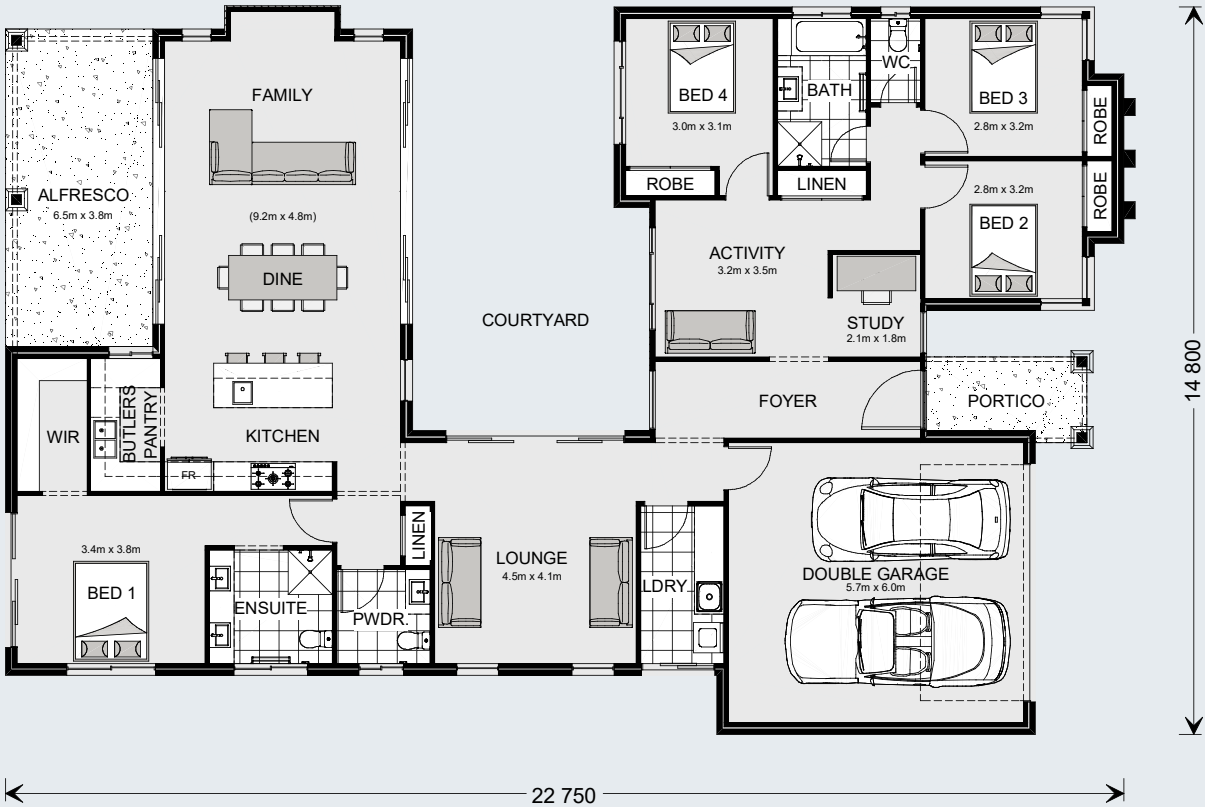 FAMILY
(9.2m x 4.8m)
ALFRESCO
6.5m x 3.8m
DINE
COURTYARD
BED 4
3.0m x 3.1m
ROBE
BATH
WC
LINEN
BED 3
2.8m x 3.2m
ROBE
2.8m x 3.2m
BED 2
ROBE
ACTIVITY
3.2m x 3.5m
STUDY
2.1m x 1.8m
FOYER
PORTICO
WIR
BUTLERS
PANTRY
KITCHEN
FR
3.4m x 3.8m
BED 1
ENSUITE
PWDR.
LINEN
LOUNGE
4.5m x 4.1m
LDRY
DOUBLE GARAGE
5.7m x 6.0m
14 800
22 750